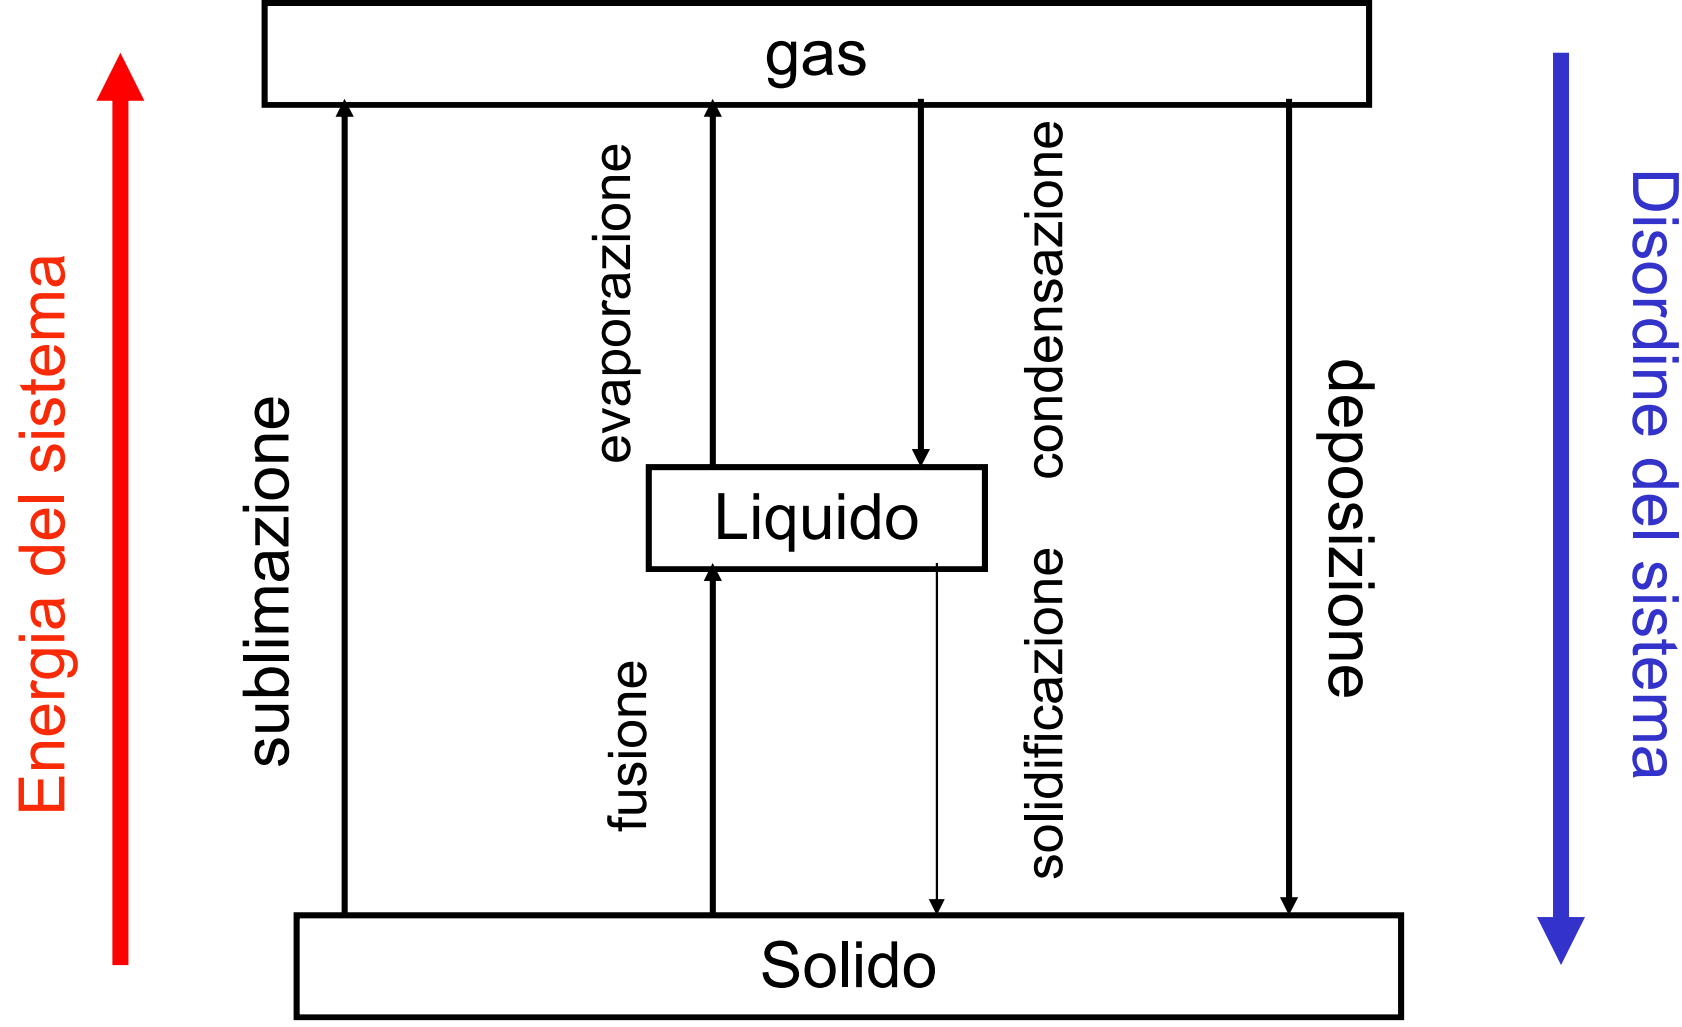 gas
Energia del sistema
sublimazione
evaporazione
condensazione
deposizione
Disordine del sistema
Liquido
fusione
solidificazione
Solido